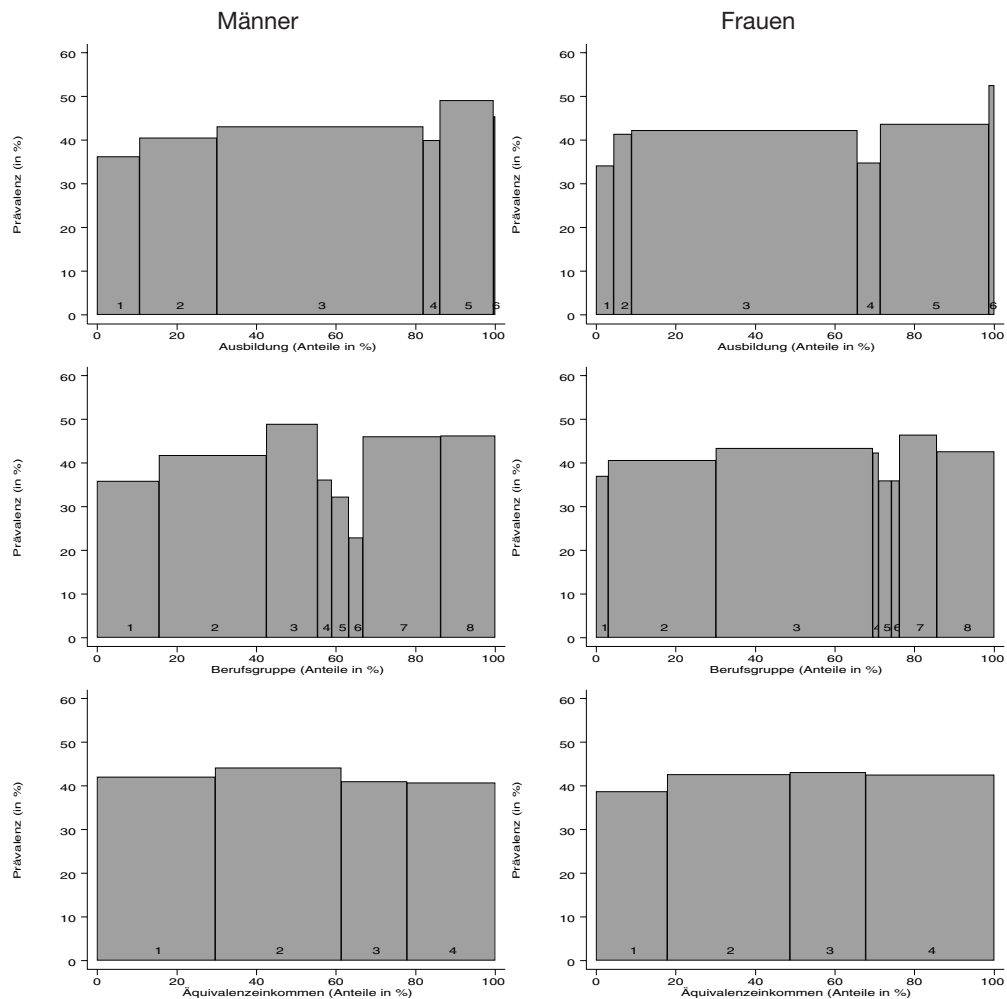 Männer
Frauen
60
50
40
30
20
10
0
Prävalenz (in %)
1 2 3 4 5 6
0 20 40 60 80 100
Ausbildung (Anteile in %)
60
50
40
30
20
10
0
Prävalenz (in %)
1 2 3 4 5 6
0 20 40 60 80 100
Ausbildung (Anteile in %)
60
50
40
30
20
10
0
Prävalenz (in %)
1 2 3 4 5 6 7 8
0 20 40 60 80 100
Berufsgruppe (Anteile in %)
60
50
40
30
20
10
0
Prävalenz (in %)
1 2 3 4 5 6 7 8
0 20 40 60 80 100
Berufsgruppe (Anteile in %)
60
50
40
30
20
10
0
Prävalenz (in %)
1 2 3 4
0 20 40 60 80 100
Äquivalenzeinkommen (Anteile in %)
60
50
40
30
20
10
0
Prävalenz (in %)
1 2 3 4
0 20 40 60 80 100
Äquivalenzeinkommen (Anteile in %)